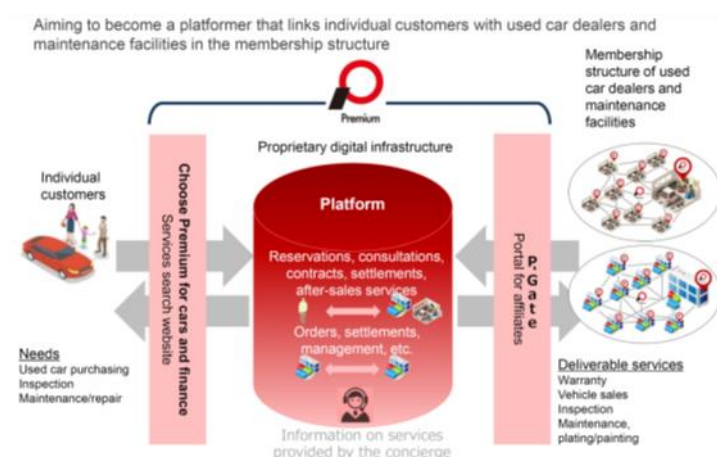 Aiming to become a platformer that links individual customers with used car dealers and
maintenance facilities in the membership structure
Premium
Membership
structure of used
car dealers and
maintenance
facilities
Proprietary digital infrastructure
Individual
customers
Choose Premium for cars and finance
Services search website
Platform
Reservations, consultations,
contracts, settlements,
after-sales services
Orders, settlements,
management, etc.
Information on services
provided by the concierge
P.Gate
Portal for affiliates
Needs
Used car purchasing
Inspection
Maintenance/repair
Deliverable services
Warranty
Vehicle sales
Inspection
Maintenance,
plating/painting